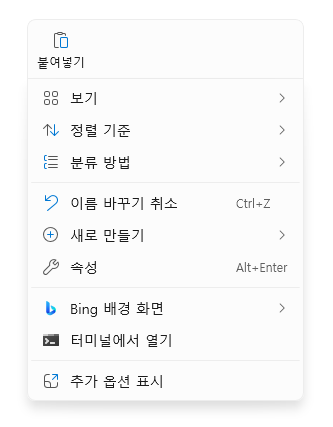 붙여넣기
보기
정렬 기준
분류 방법
이름 바꾸기 취소 Ctrl+Z
새로 만들기
속성 Alt+Enter
Bing 배경 화면
터미널에서 열기
추가 옵션 표시